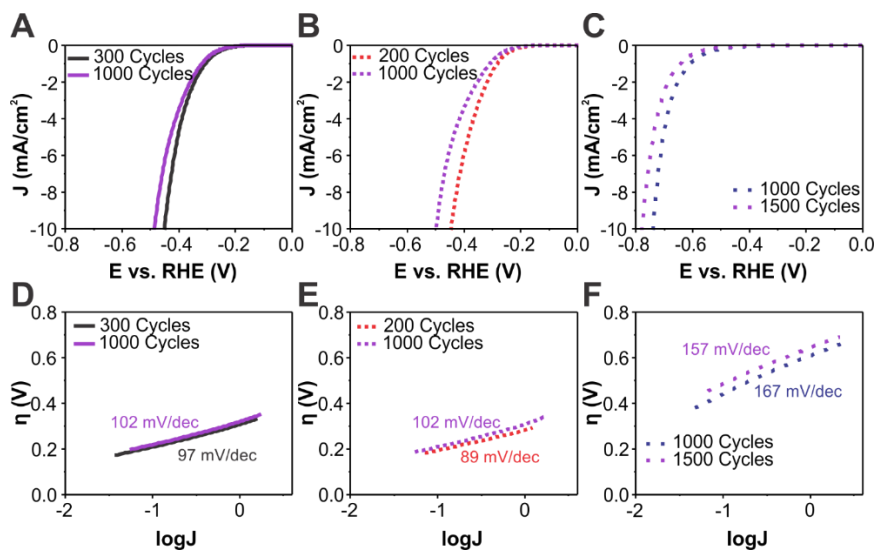 A
300 Cycles
1000 Cycles
0
-2
-4
-6
-8
-10
-0.8
-0.6
-0.4
-0.2
0.0
J (mA/cm²)
E vs. RHE (V)
B
200 Cycles
1000 Cycles
0
-2
-4
-6
-8
-10
-0.8
-0.6
-0.4
-0.2
0.0
J (mA/cm²)
E vs. RHE (V)
C
1000 Cycles
1500 Cycles
0
-2
-4
-6
-8
-10
-0.8
-0.6
-0.4
-0.2
0.0
J (mA/cm²)
E vs. RHE (V)
D
300 Cycles
1000 Cycles
102 mV/dec
97 mV/dec
0.8
0.6
0.4
0.2
0.0
-2
-1
0
η (V)
logJ
E
200 Cycles
1000 Cycles
102 mV/dec
89 mV/dec
0.8
0.6
0.4
0.2
0.0
-2
-1
0
η (V)
logJ
F
157 mV/dec
167 mV/dec
1000 Cycles
1500 Cycles
0.8
0.6
0.4
0.2
0.0
-2
-1
0
η (V)
logJ